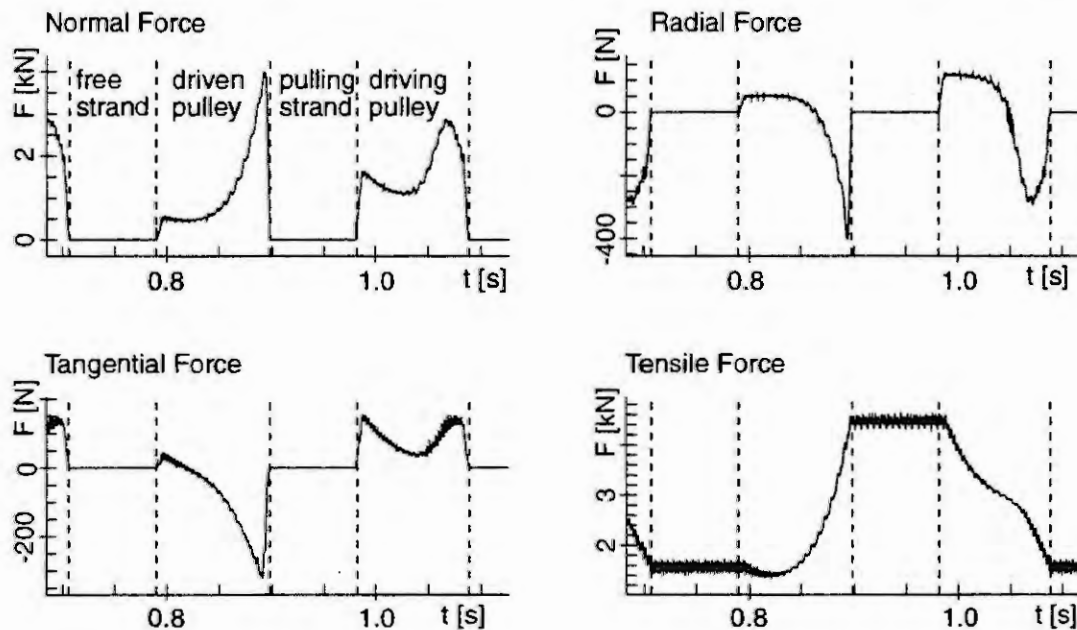 Normal Force
F [kN]
2
0
free strand
driven pulley
pulling strand
driving pulley
0.8
1.0
t [s]
Radial Force
F [N]
0
-400
0.8
1.0
t [s]
Tangential Force
F [N]
0
-200
0.8
1.0
t [s]
Tensile Force
F [kN]
3
2
0.8
1.0
t [s]